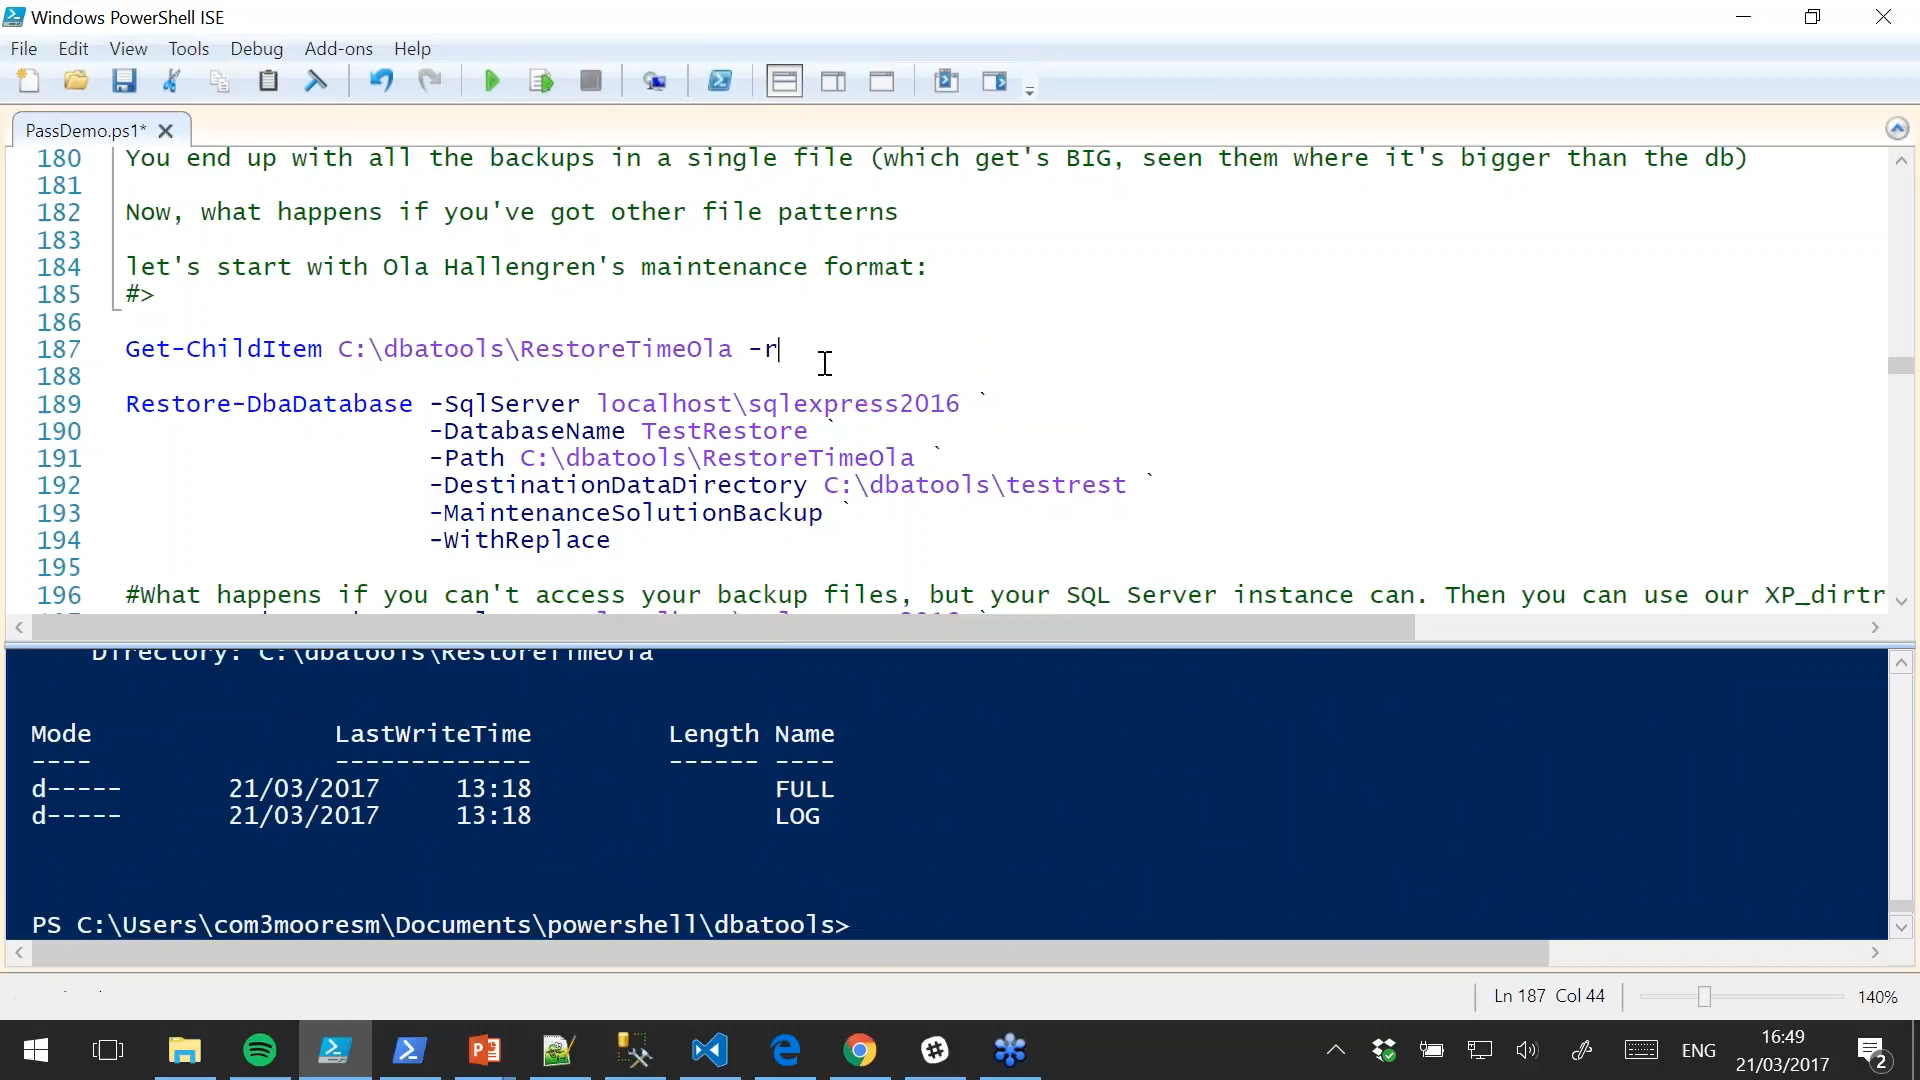 Windows PowerShell ISE
File Edit View Tools Debug Add-ons Help
PassDemo.ps1*
180 You end up with all the backups in a single file (which get's BIG, seen them where it's bigger than the db)
181
182 Now, what happens if you've got other file patterns
183
184 let's start with Ola Hallengren's maintenance format:
185 #>
186
187 Get-ChildItem C:\dbatools\RestoreTimeOla -r
188
189 Restore-DbaDatabase -SqlServer localhost\sqlexpress2016 `
190 -DatabaseName TestRestore `
191 -Path C:\dbatools\RestoreTimeOla `
192 -DestinationDataDirectory C:\dbatools\testrest `
193 -MaintenanceSolutionBackup `
194 -WithReplace
195
196 #What happens if you can't access your backup files, but your SQL Server instance can. Then you can use our XP_dirtr
Directory: C:\dbatools\RestoreTimeOla
Mode LastWriteTime Length Name
---- ------------- ------ ----
d----- 21/03/2017 13:18 FULL
d----- 21/03/2017 13:18 LOG
PS C:\Users\com3mooresm\Documents\powershell\dbatools>
Ln 187 Col 44 140%
ENG 16:49 2
21/03/2017